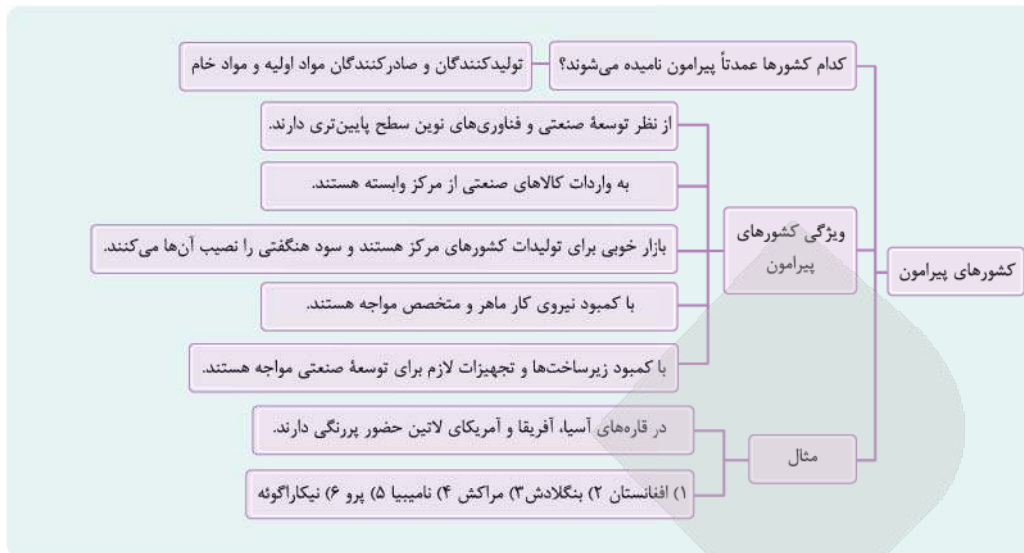 کدام کشورها عمدتاً پیرامون نامیده می‌شوند؟
تولیدکنندگان و صادرکنندگان مواد اولیه و مواد خام
از نظر توسعهٔ صنعتی و فناوری‌های نوین سطح پایین‌تری دارند.
به واردات کالاهای صنعتی از مرکز وابسته هستند.
ویژگی کشورهای
پیرامون
بازار خوبی برای تولیدات کشورهای مرکز هستند و سود هنگفتی را نصیب آن‌ها می‌کنند.
کشورهای پیرامون
با کمبود نیروی کار ماهر و متخصص مواجه هستند.
با کمبود زیرساخت‌ها و تجهیزات لازم برای توسعهٔ صنعتی مواجه هستند.
در قاره‌های آسیا، آفریقا و آمریکای لاتین حضور پررنگی دارند.
مثال
۱) افغانستان ۲) بنگلادش۳) مراکش ۴) نامیبیا ۵) پرو ۶) نیکاراگوئه